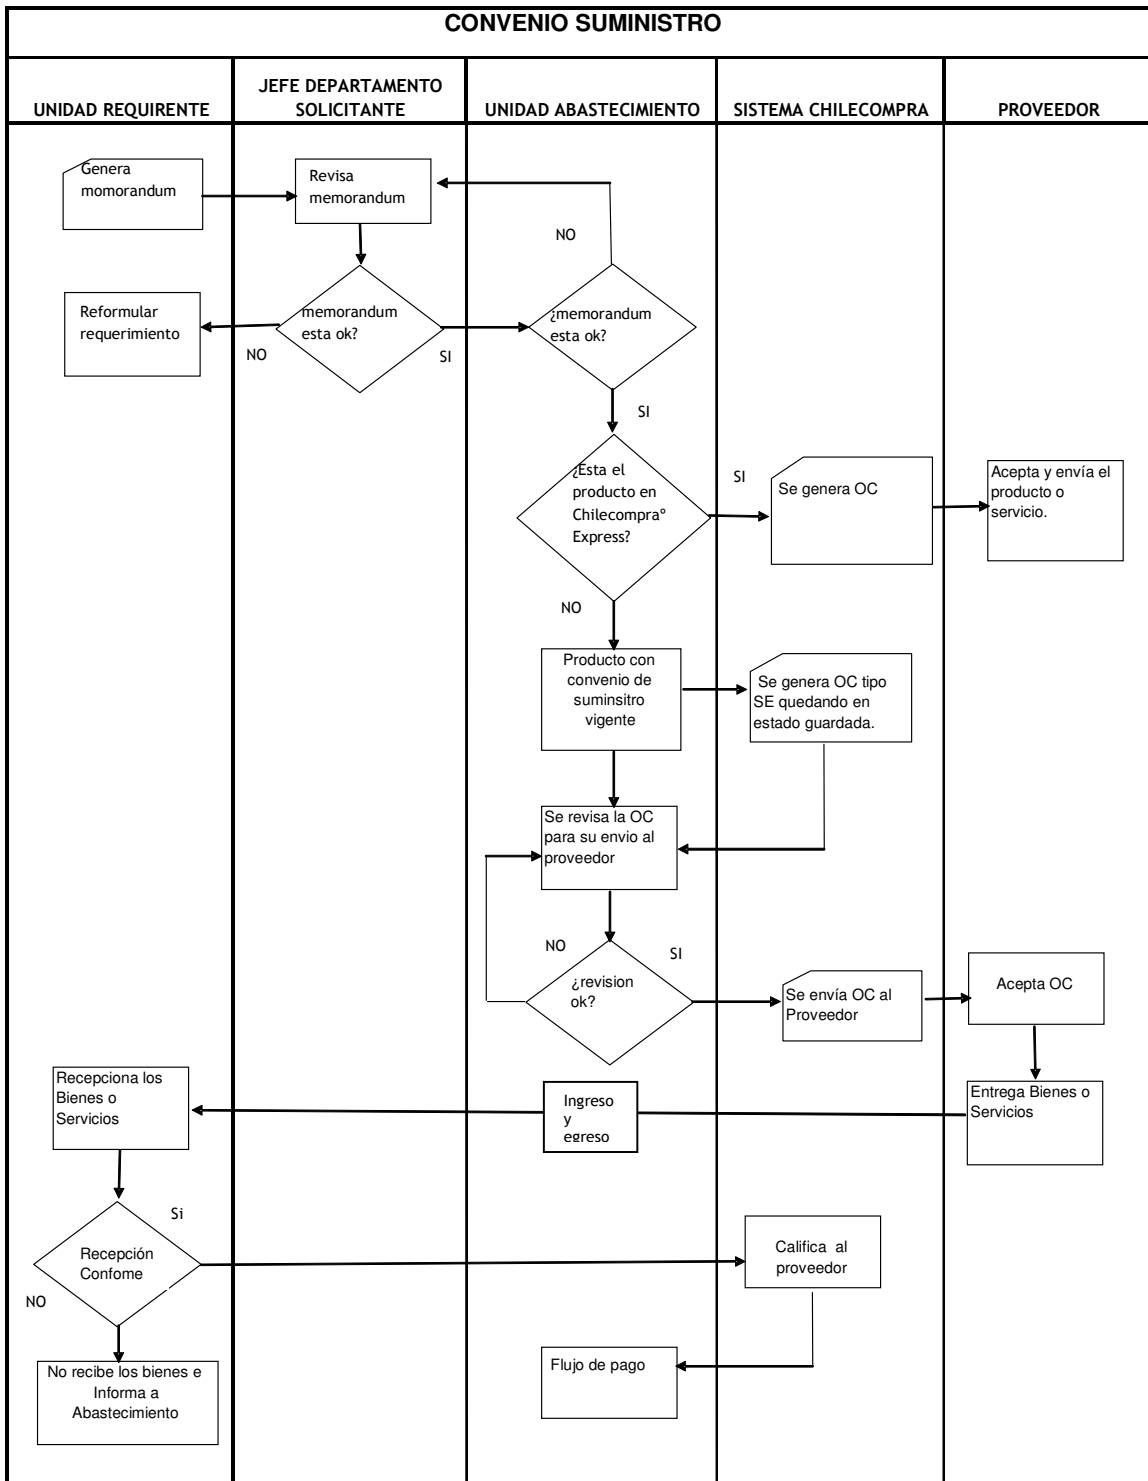 CONVENIO SUMINISTRO
UNIDAD REQUIRENTE
JEFE DEPARTAMENTO
SOLICITANTE
UNIDAD ABASTECIMIENTO
SISTEMA CHILECOMPRA
PROVEEDOR
Genera
momorandum
Revisa
memorandum
NO
Reformular
requerimiento
memorandum
esta ok?
¿memorandum
esta ok?
NO
SI
SI
¿Esta el
producto en
Chilecompraº
Express?
SI
Se genera OC
Acepta y envía el
producto o
servicio.
NO
Producto con
convenio de
suminsitro
vigente
Se genera OC tipo
SE quedando en
estado guardada.
Se revisa la OC
para su envio al
proveedor
NO
SI
¿revision
ok?
Se envía OC al
Proveedor
Acepta OC
Recepciona los
Bienes o
Servicios
Ingreso
y
egreso
Entrega Bienes o
Servicios
Si
Recepción
Confome
NO
Califica al
proveedor
No recibe los bienes e
Informa a
Abastecimiento
Flujo de pago